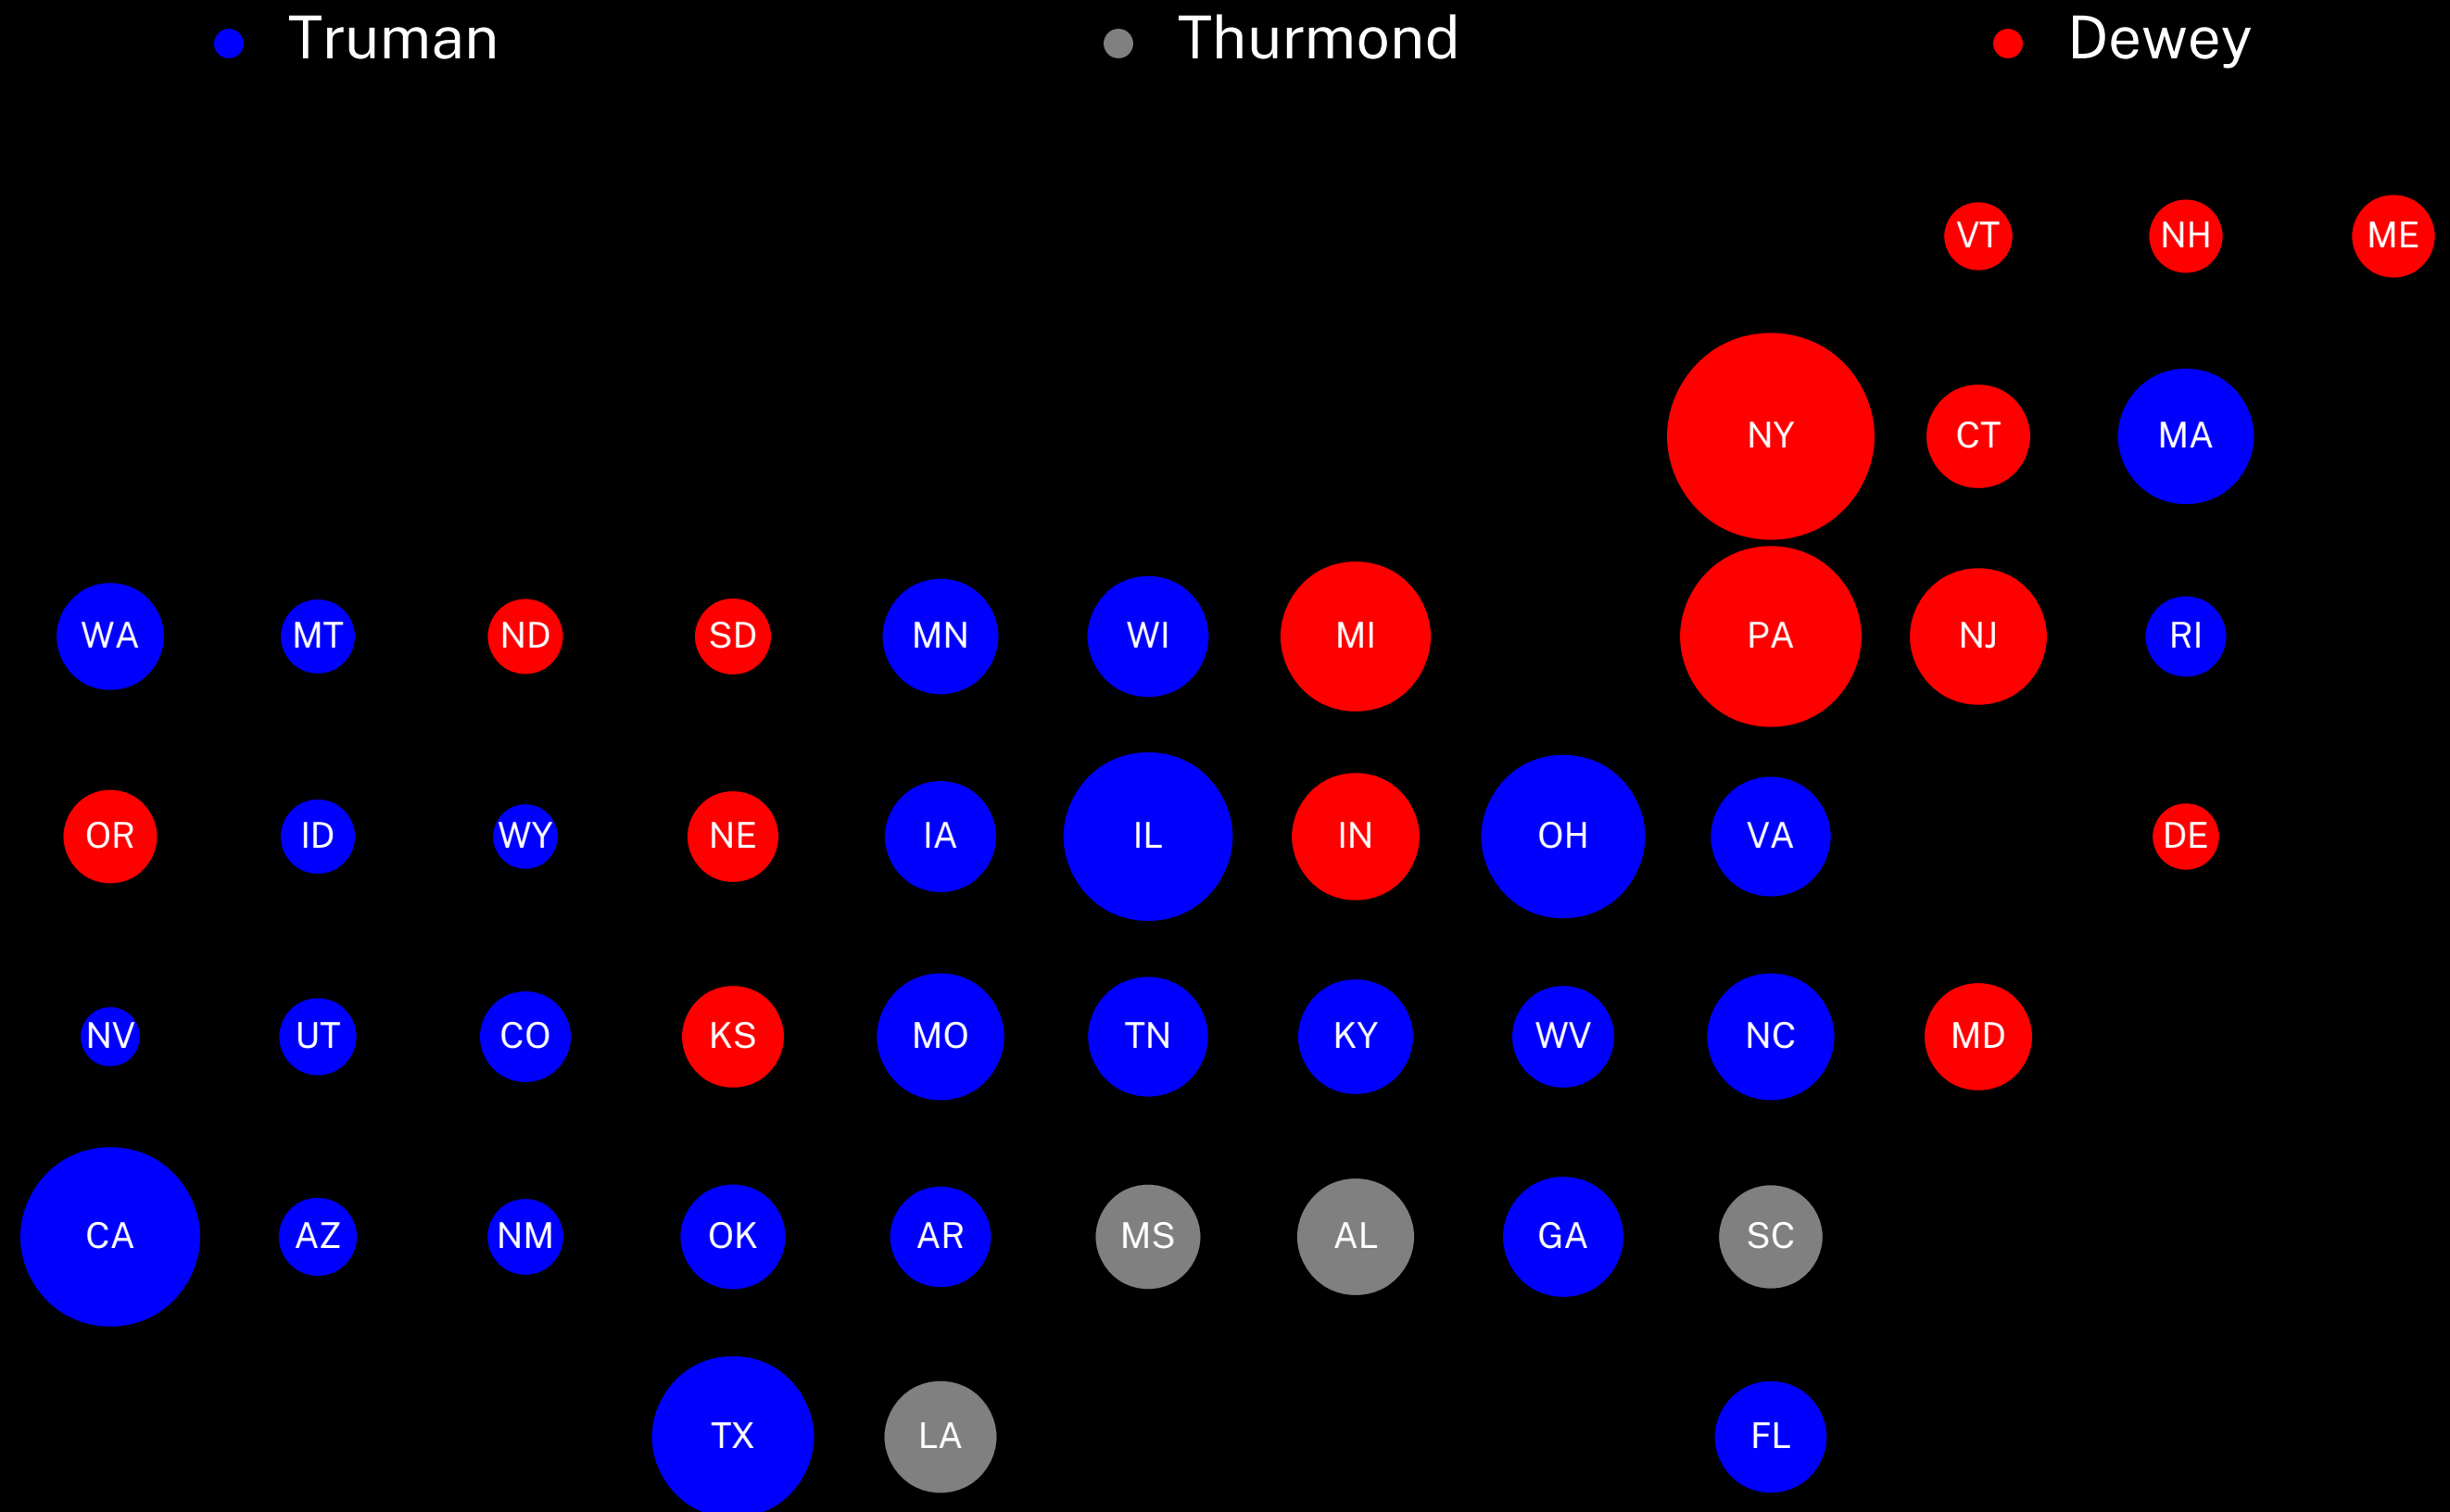 Truman Thurmond Dewey
VT NH ME
NY CT MA
WA MT ND SD MN WI MI PA NJ RI
OR ID WY NE IA IL IN OH VA DE
NV UT CO KS MO TN KY WV NC MD
CA AZ NM OK AR MS AL GA SC
TX LA FL